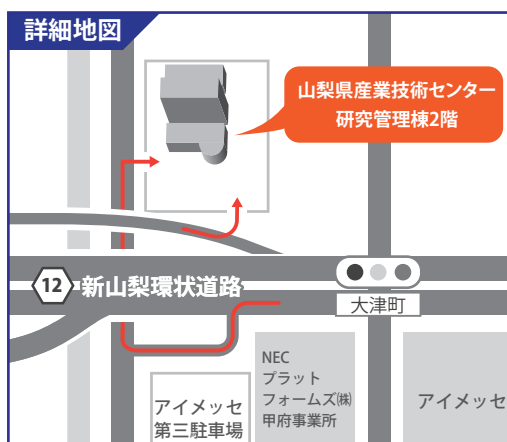 詳細地図
山梨県産業技術センター
研究管理棟2階
12
新山梨環状道路
大津町
NEC
プラット
フォームズ㈱
甲府事業所
アイメッセ
第三駐車場
アイメッセ